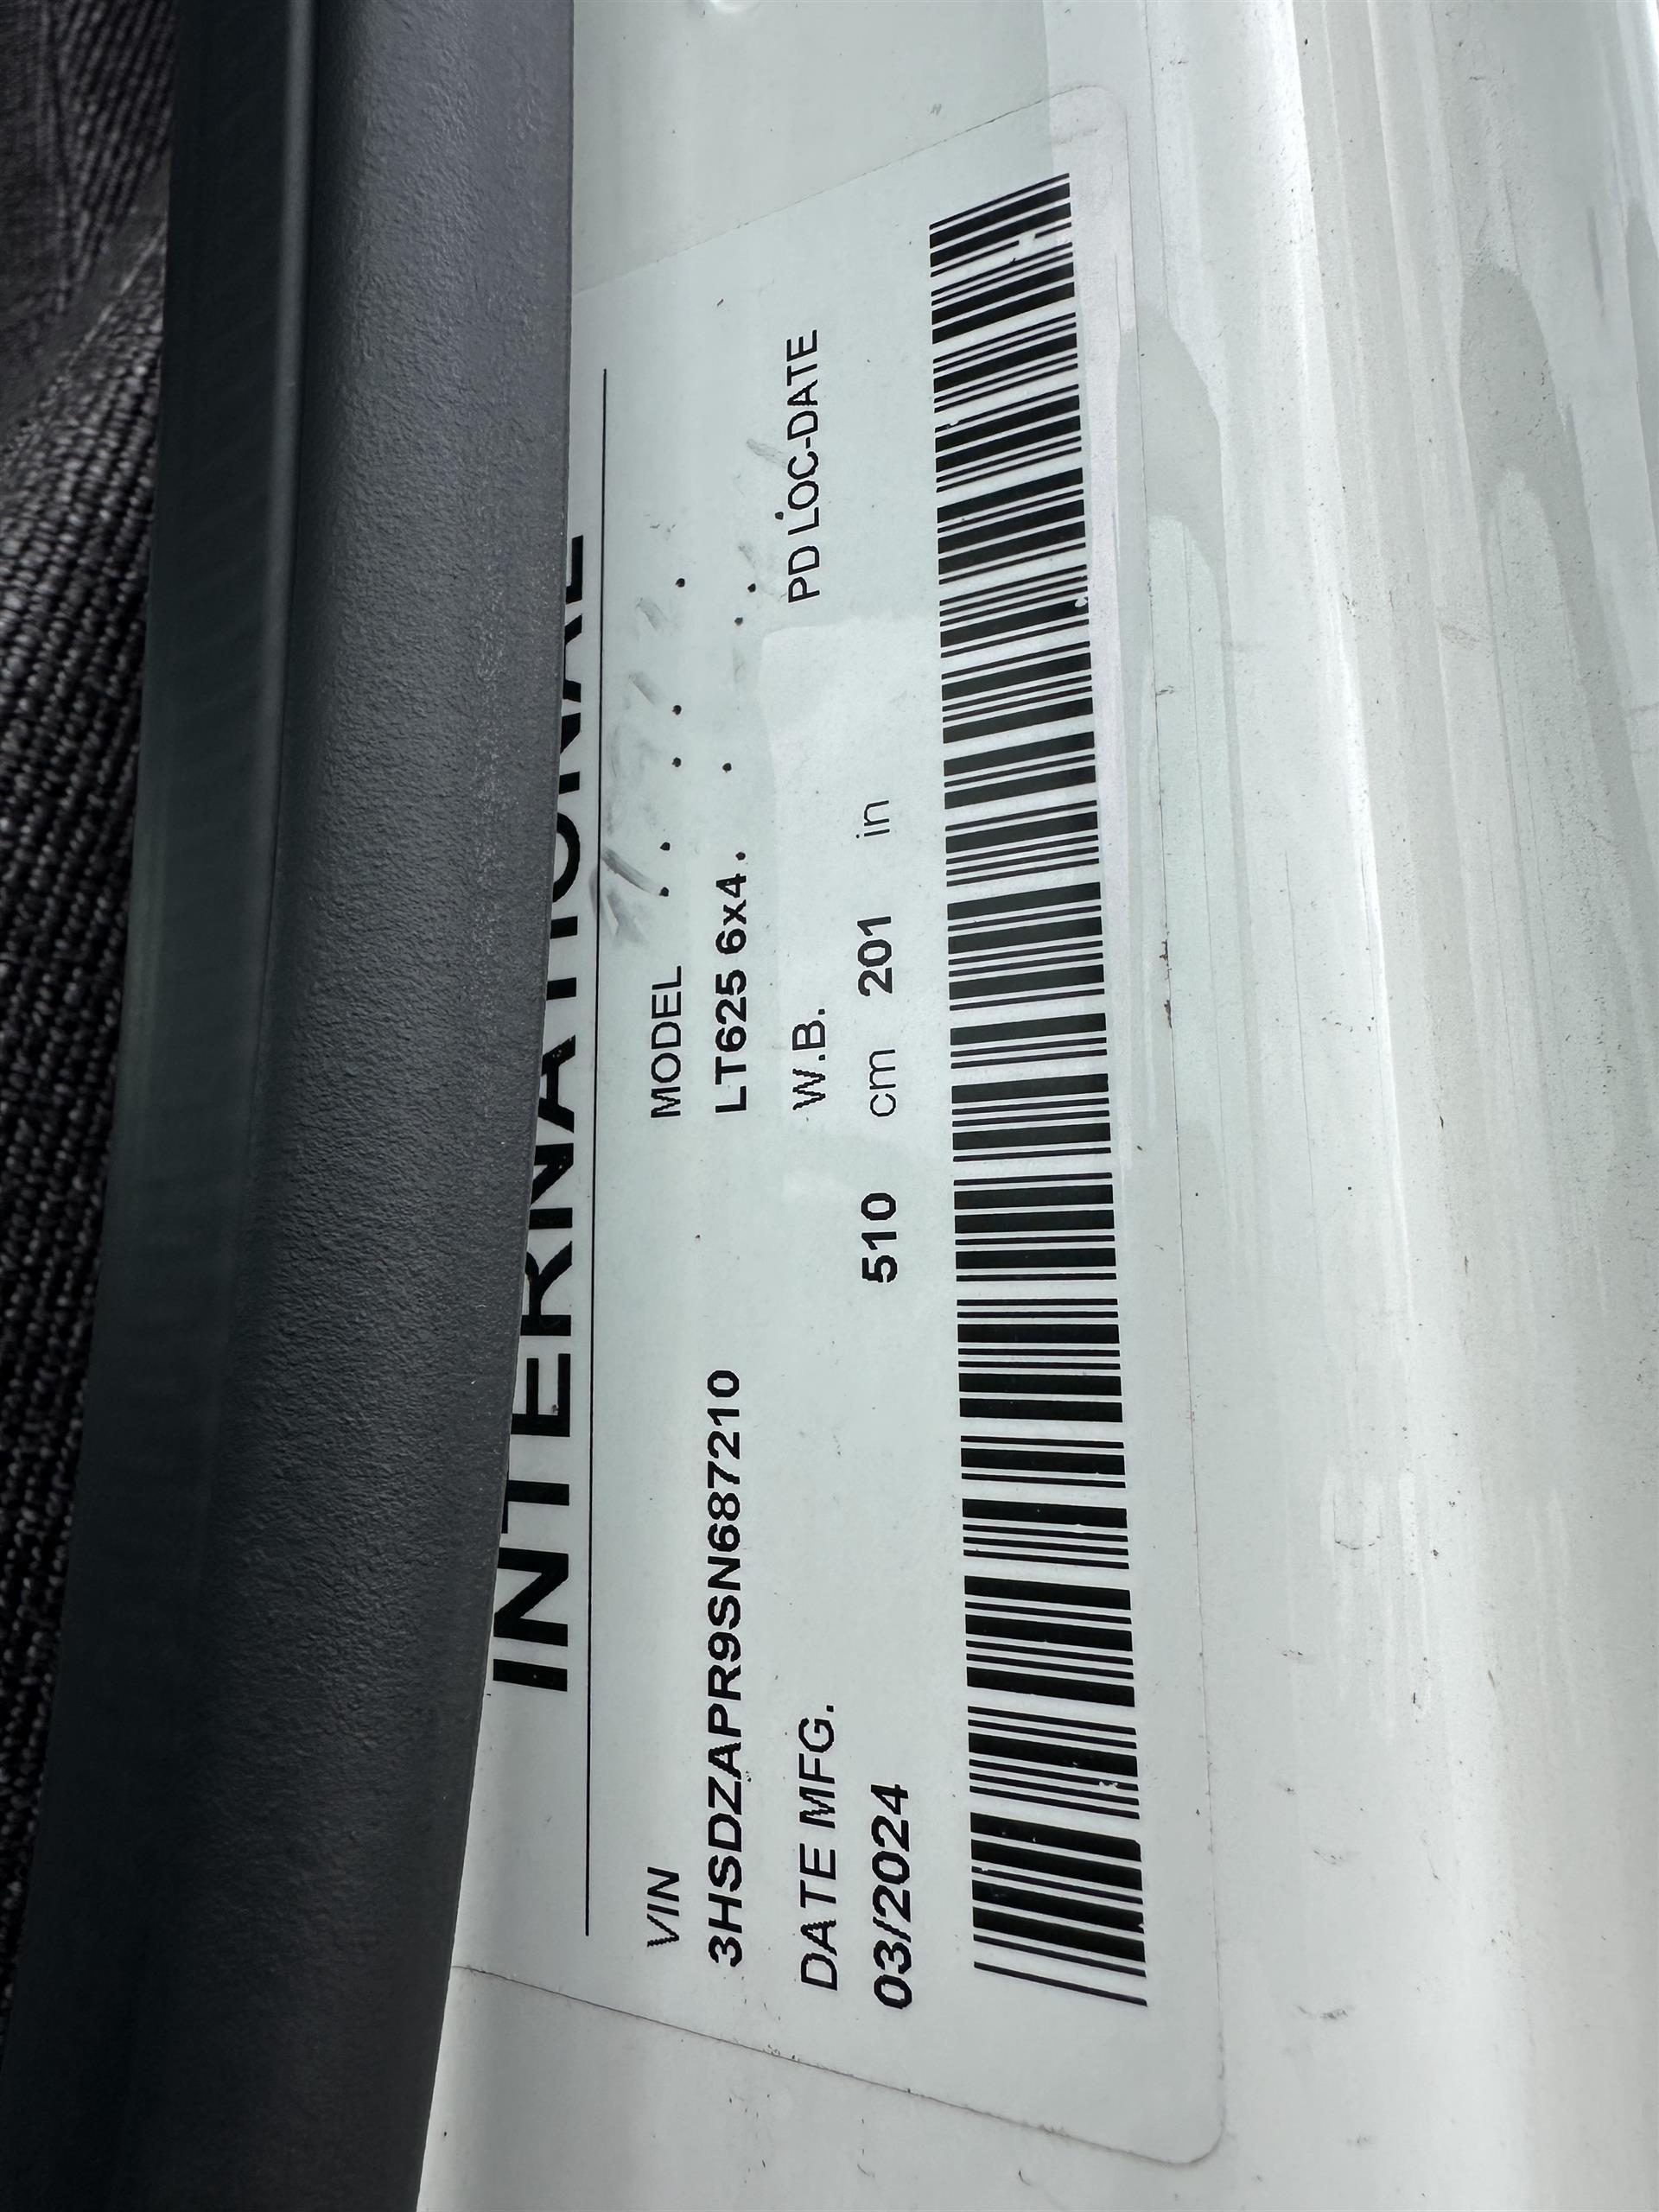 INTERNATIONAL
VIN MODEL
3HSDZAPR9SN687210 LT625 6x4
DATE MFG. W.B. PD LOC-DATE
03/2024 510 cm 201 in